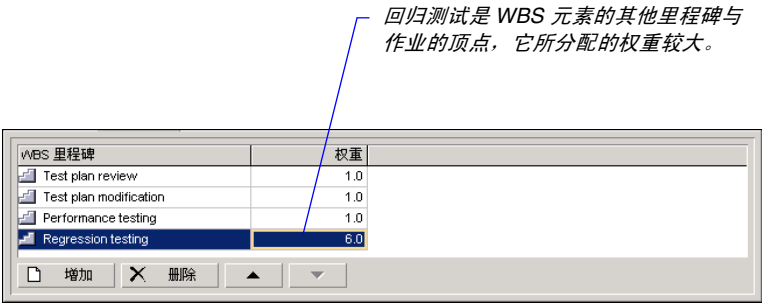 回归测试是 WBS 元素的其他里程碑与
作业的顶点，它所分配的权重较大。
WBS 里程碑 权重
Test plan review 1.0
Test plan modification 1.0
Performance testing 1.0
Regression testing 6.0
增加 删除